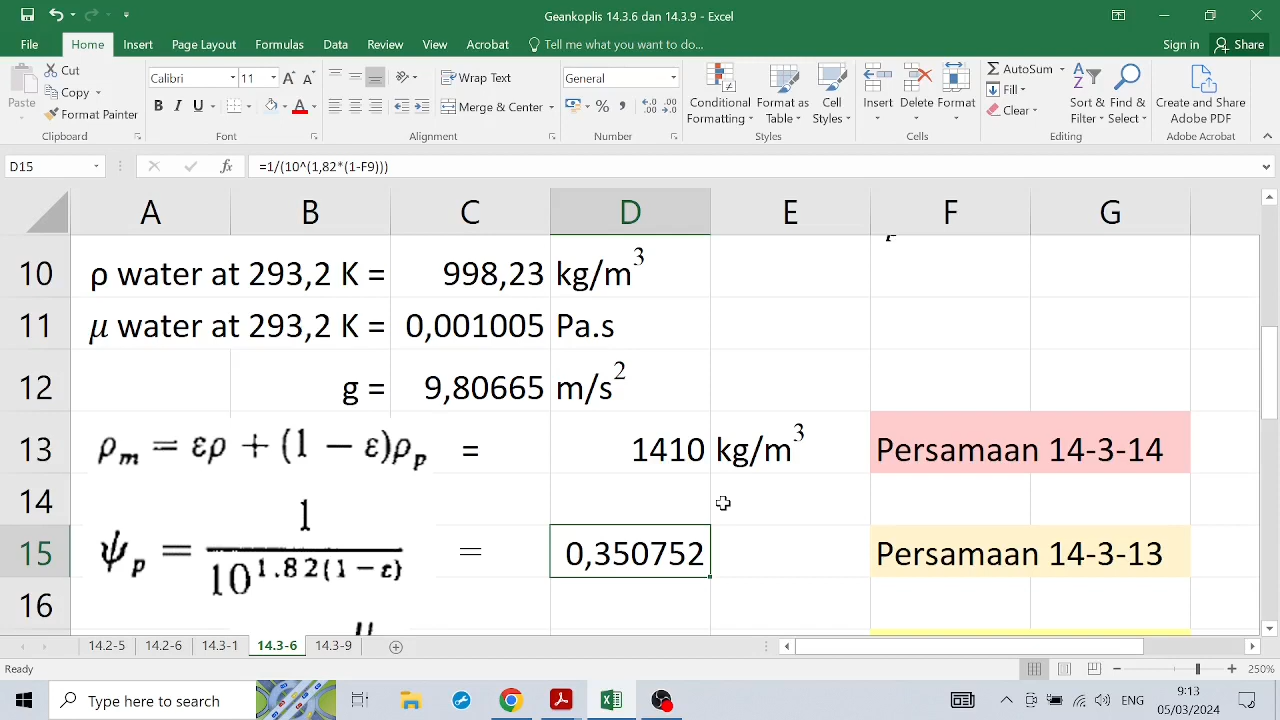 Geankoplis 14.3.6 dan 14.3.9 - Excel
File Home Insert Page Layout Formulas Data Review View Acrobat Tell me what you want to do... Sign in Share
Paste Cut Copy Format Painter Clipboard
Calibri 11 A A B I U A Font
Wrap Text Merge & Center Alignment
General % , Number
Conditional Formatting Format as Table Cell Styles Styles
Insert Delete Format Cells
AutoSum Fill Clear Sort & Filter Find & Select Editing
Create and Share Adobe PDF Adobe Acrobat
D15 fx =1/(10^(1,82*(1-F9)))
A B C D E F G
10 ρ water at 293,2 K = 998,23 kg/m³
11 μ water at 293,2 K = 0,001005 Pa.s
12 g = 9,80665 m/s²
13 ρm = ερ + (1 − ε)ρp = 1410 kg/m³ Persamaan 14-3-14
14
15 ψp = 1/10^1.82(1−ε) = 0,350752 Persamaan 14-3-13
16 μ
14.2-5 14.2-6 14.3-1 14.3-6 14.3-9
Ready 250%
Type here to search ENG 9:13
05/03/2024